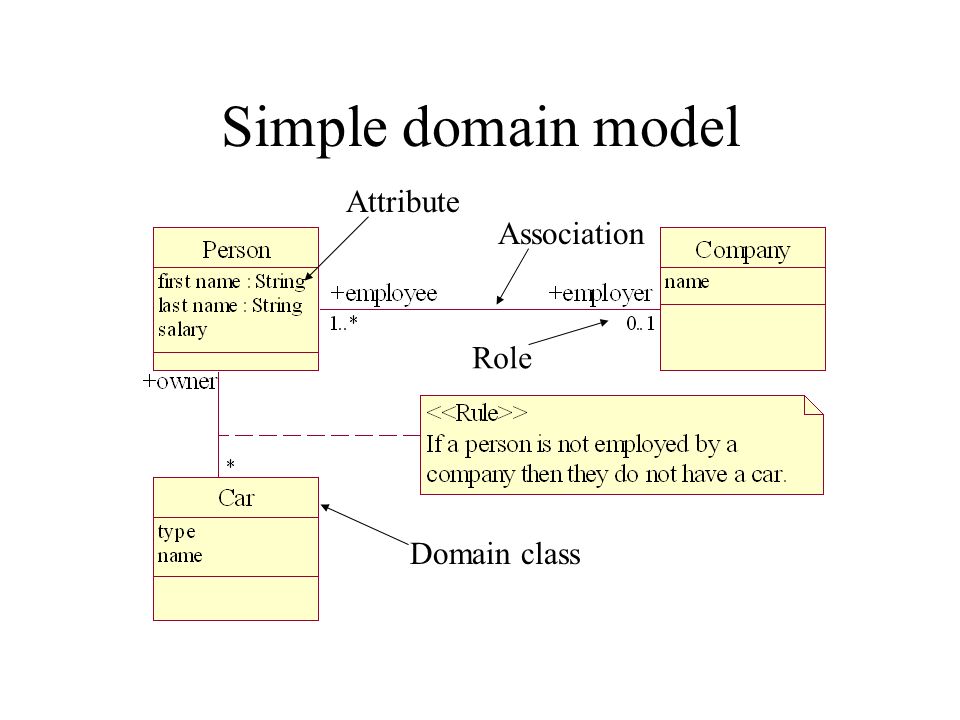 Simple domain model
Attribute
Association
Person
first name : String
last name : String
salary
+employee
1..*
+employer
0..1
Company
name
Role
+owner
*
<<Rule>>
If a person is not employed by a
company then they do not have a car.
Car
type
name
Domain class